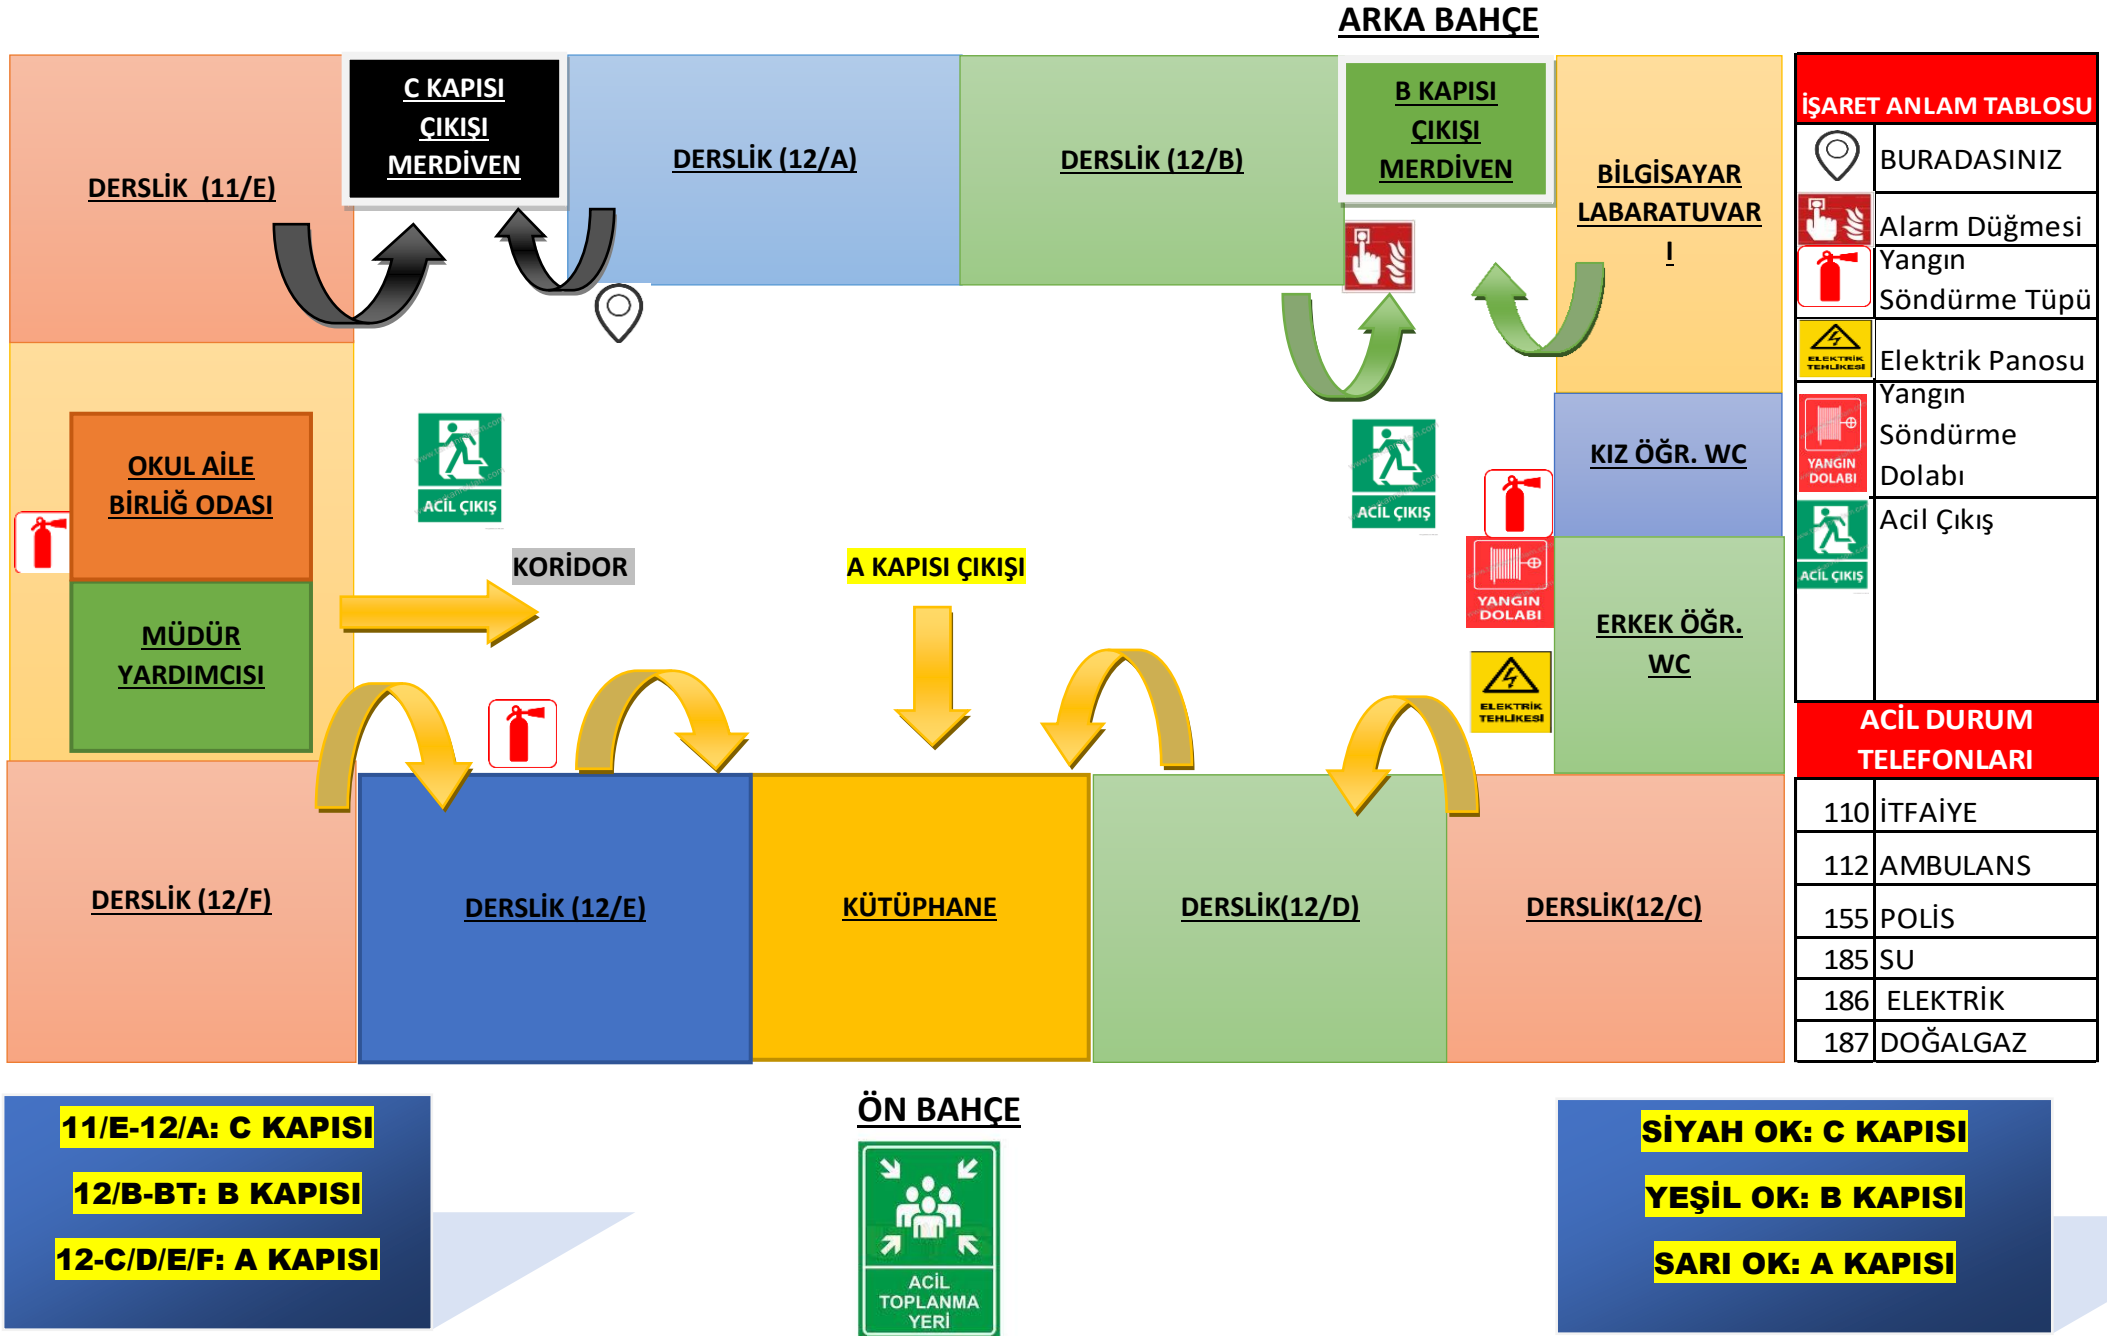 ARKA BAHÇE
C KAPISI
ÇIKIŞI
MERDİVEN
B KAPISI
ÇIKIŞI
MERDİVEN
DERSLİK (11/E)
DERSLİK (12/A)
DERSLİK (12/B)
BİLGİSAYAR
LABARATUVAR
I
OKUL AİLE
BİRLİĞ ODASI
MÜDÜR
YARDIMCISI
ACİL ÇIKIŞ
ACİL ÇIKIŞ
KIZ ÖĞR. WC
KORİDOR
A KAPISI ÇIKIŞI
YANGIN
DOLABI
ERKEK ÖĞR.
WC
ELEKTRİK
TEHLİKESİ
DERSLİK (12/F)
DERSLİK (12/E)
KÜTÜPHANE
DERSLİK(12/D)
DERSLİK(12/C)
İŞARET ANLAM TABLOSU
BURADASINIZ
Alarm Düğmesi
Yangın
Söndürme Tüpü
ELEKTRİK
TEHLİKESİ
Elektrik Panosu
YANGIN
DOLABI
Yangın
Söndürme
Dolabı
ACİL ÇIKIŞ
Acil Çıkış
ACİL DURUM
TELEFONLARI
110 İTFAİYE
112 AMBULANS
155 POLİS
185 SU
186 ELEKTRİK
187 DOĞALGAZ
11/E-12/A: C KAPISI
12/B-BT: B KAPISI
12-C/D/E/F: A KAPISI
ÖN BAHÇE
ACİL
TOPLANMA
YERİ
SİYAH OK: C KAPISI
YEŞİL OK: B KAPISI
SARI OK: A KAPISI